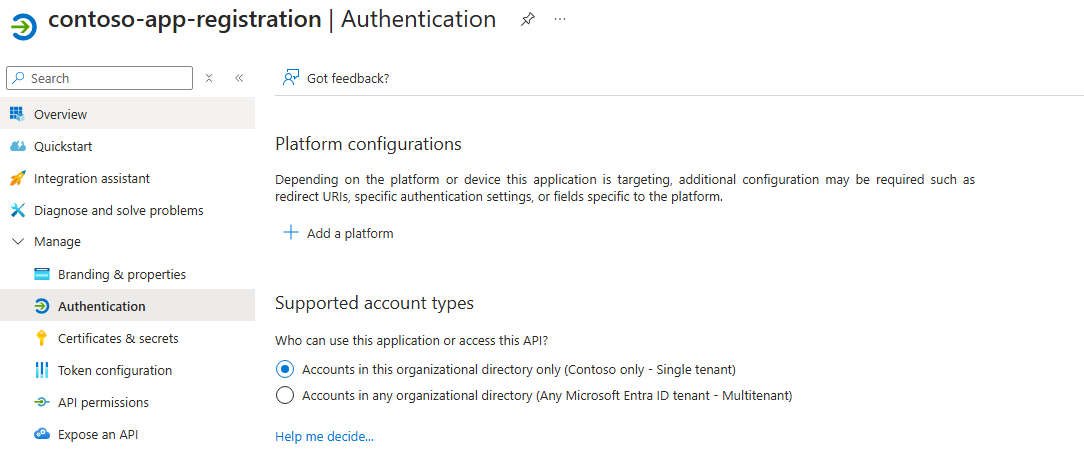 contoso-app-registration | Authentication
Search
Overview
Quickstart
Integration assistant
Diagnose and solve problems
Manage
Branding & properties
Authentication
Certificates & secrets
Token configuration
API permissions
Expose an API
Got feedback?
Platform configurations
Depending on the platform or device this application is targeting, additional configuration may be required such as
redirect URIs, specific authentication settings, or fields specific to the platform.
Add a platform
Supported account types
Who can use this application or access this API?
Accounts in this organizational directory only (Contoso only - Single tenant)
Accounts in any organizational directory (Any Microsoft Entra ID tenant - Multitenant)
Help me decide...